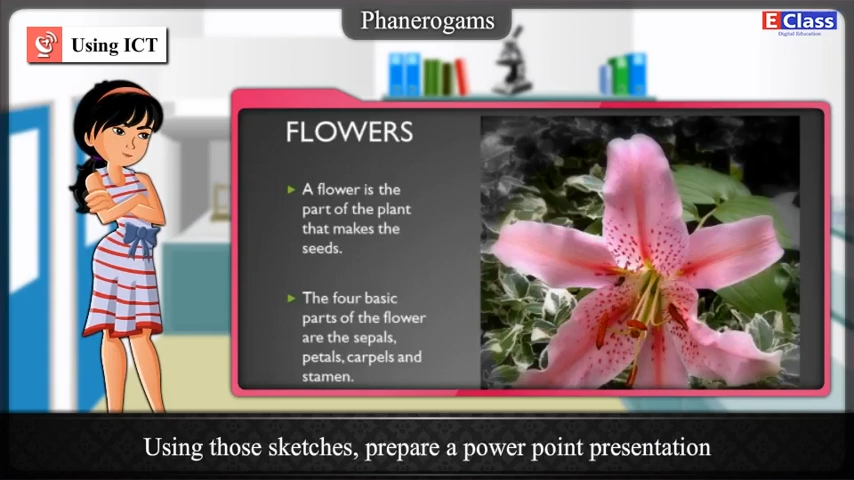 Phanerogams
E Class
Digital Education
Using ICT
FLOWERS
A flower is the
part of the plant
that makes the
seeds.
The four basic
parts of the flower
are the sepals,
petals, carpels and
stamen.
Using those sketches, prepare a power point presentation